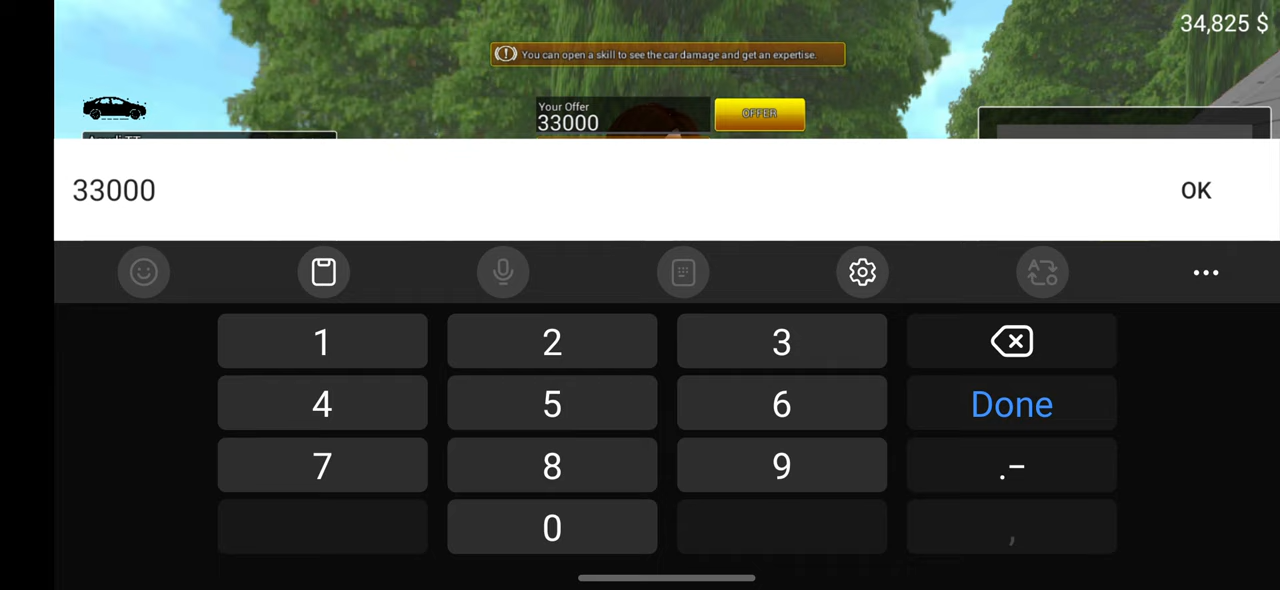 34,825 $
You can open a skill to see the car damage and get an expertise.
Your Offer
33000
OFFER
33000
OK
1 2 3
4 5 6 Done
7 8 9 .-
0 ,